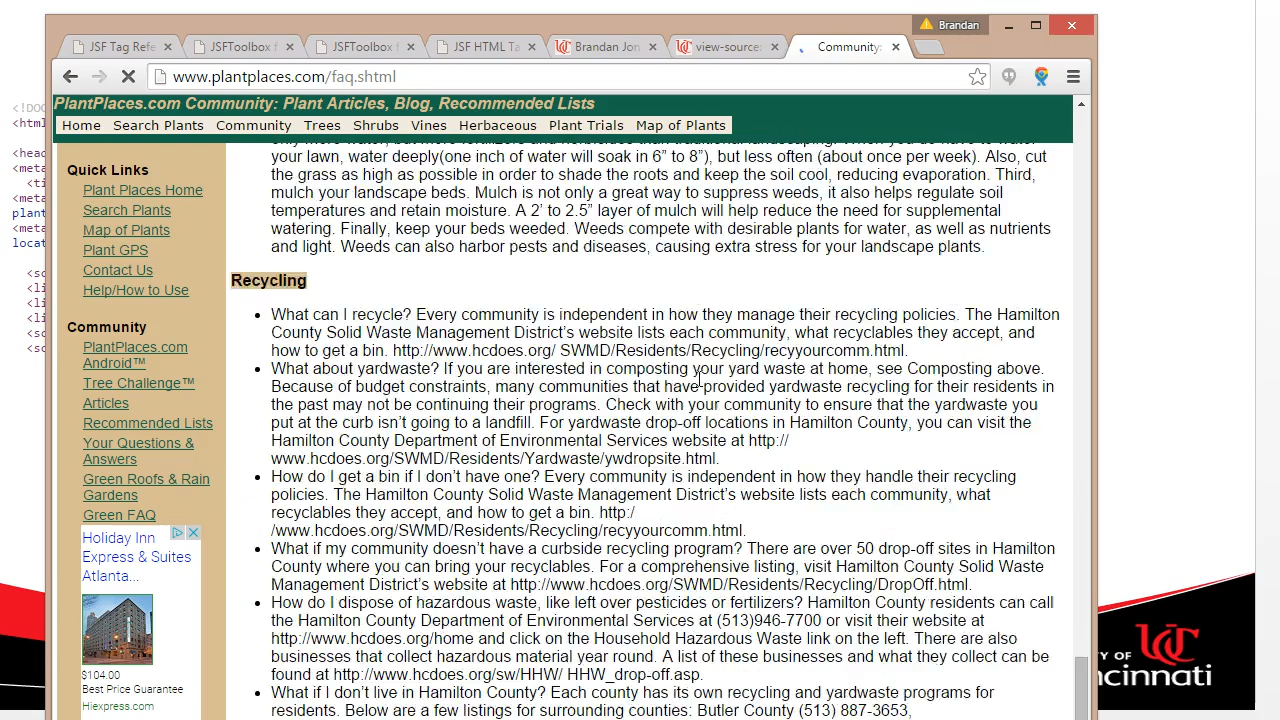 Brandan
JSF Tag Refe
JSFToolbox f
JSFToolbox f
JSF HTML Ta
Brandan Jon
view-source:
Community:
www.plantplaces.com/faq.shtml
<!DOC
<html
<head
<meta
<ti
<meta
plant
<meta
locat
<sc
<li
<li
<li
<sc
<sc
PlantPlaces.com Community: Plant Articles, Blog, Recommended Lists
Home Search Plants Community Trees Shrubs Vines Herbaceous Plant Trials Map of Plants
Quick Links
Plant Places Home
Search Plants
Map of Plants
Plant GPS
Contact Us
Help/How to Use
Community
PlantPlaces.com
Android™
Tree Challenge™
Articles
Recommended Lists
Your Questions &
Answers
Green Roofs & Rain
Gardens
Green FAQ
Holiday Inn
Express & Suites
Atlanta...
$104.00
Best Price Guarantee
Hiexpress.com
your lawn, water deeply(one inch of water will soak in 6” to 8”), but less often (about once per week). Also, cut
the grass as high as possible in order to shade the roots and keep the soil cool, reducing evaporation. Third,
mulch your landscape beds. Mulch is not only a great way to suppress weeds, it also helps regulate soil
temperatures and retain moisture. A 2’ to 2.5” layer of mulch will help reduce the need for supplemental
watering. Finally, keep your beds weeded. Weeds compete with desirable plants for water, as well as nutrients
and light. Weeds can also harbor pests and diseases, causing extra stress for your landscape plants.
Recycling
What can I recycle? Every community is independent in how they manage their recycling policies. The Hamilton
County Solid Waste Management District’s website lists each community, what recyclables they accept, and
how to get a bin. http://www.hcdoes.org/ SWMD/Residents/Recycling/recyyourcomm.html.
What about yardwaste? If you are interested in composting your yard waste at home, see Composting above.
Because of budget constraints, many communities that have provided yardwaste recycling for their residents in
the past may not be continuing their programs. Check with your community to ensure that the yardwaste you
put at the curb isn’t going to a landfill. For yardwaste drop-off locations in Hamilton County, you can visit the
Hamilton County Department of Environmental Services website at http://
www.hcdoes.org/SWMD/Residents/Yardwaste/ywdropsite.html.
How do I get a bin if I don’t have one? Every community is independent in how they handle their recycling
policies. The Hamilton County Solid Waste Management District’s website lists each community, what
recyclables they accept, and how to get a bin. http:/
/www.hcdoes.org/SWMD/Residents/Recycling/recyyourcomm.html.
What if my community doesn’t have a curbside recycling program? There are over 50 drop-off sites in Hamilton
County where you can bring your recyclables. For a comprehensive listing, visit Hamilton County Solid Waste
Management District’s website at http://www.hcdoes.org/SWMD/Residents/Recycling/DropOff.html.
How do I dispose of hazardous waste, like left over pesticides or fertilizers? Hamilton County residents can call
the Hamilton County Department of Environmental Services at (513)946-7700 or visit their website at
http://www.hcdoes.org/home and click on the Household Hazardous Waste link on the left. There are also
businesses that collect hazardous material year round. A list of these businesses and what they collect can be
found at http://www.hcdoes.org/HHW/ HHW_drop-off.asp.
What if I don’t live in Hamilton County? Each county has its own recycling and yardwaste programs for
residents. Below are a few listings for surrounding counties: Butler County (513) 887-3653,
Y OF
ncinnati